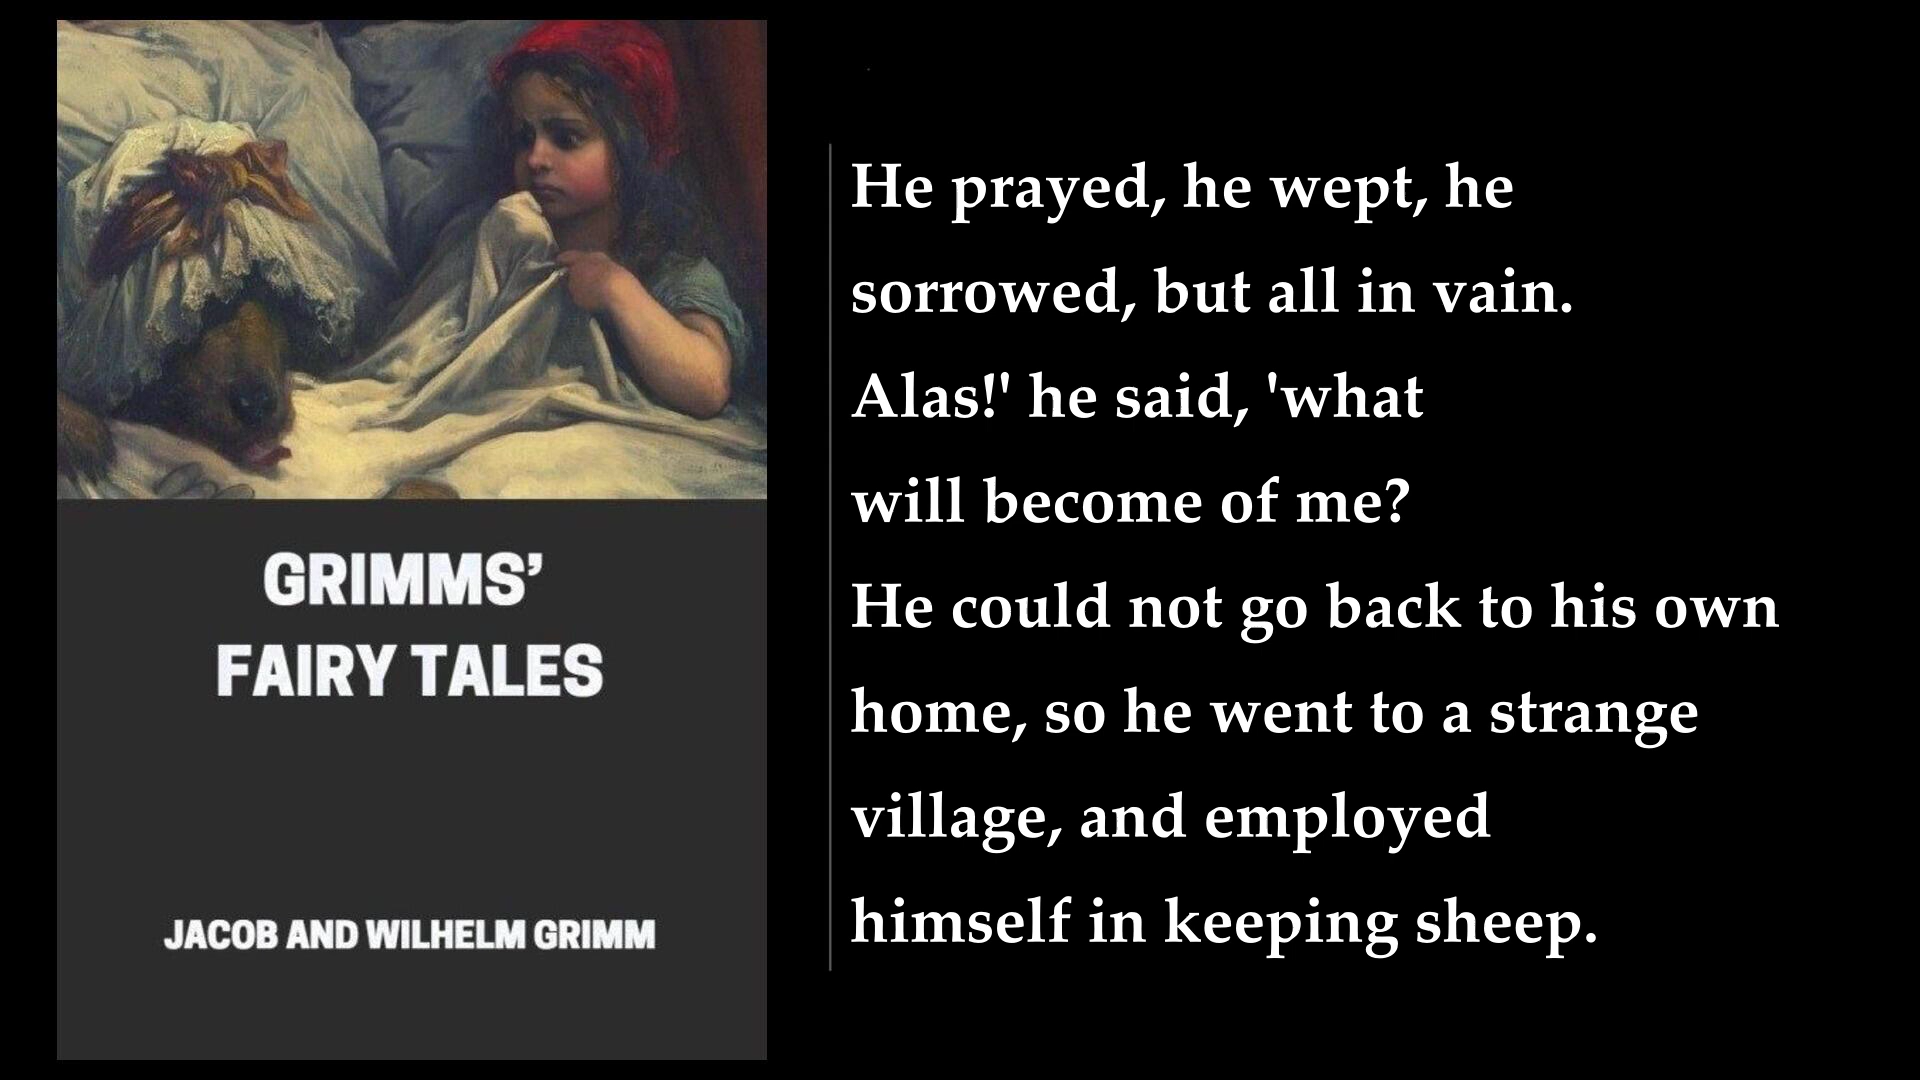 GRIMMS’
FAIRY TALES
JACOB AND WILHELM GRIMM
He prayed, he wept, he
sorrowed, but all in vain.
Alas!' he said, 'what
will become of me?
He could not go back to his own
home, so he went to a strange
village, and employed
himself in keeping sheep.